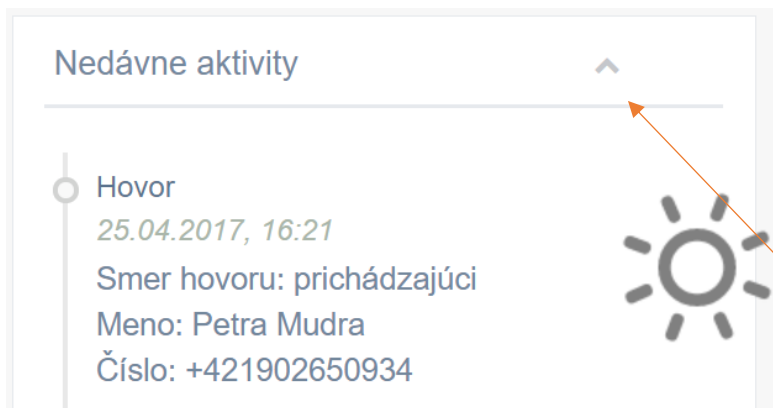 Nedávne aktivity
Hovor
25.04.2017, 16:21
Smer hovoru: prichádzajúci
Meno: Petra Mudra
Číslo: +421902650934